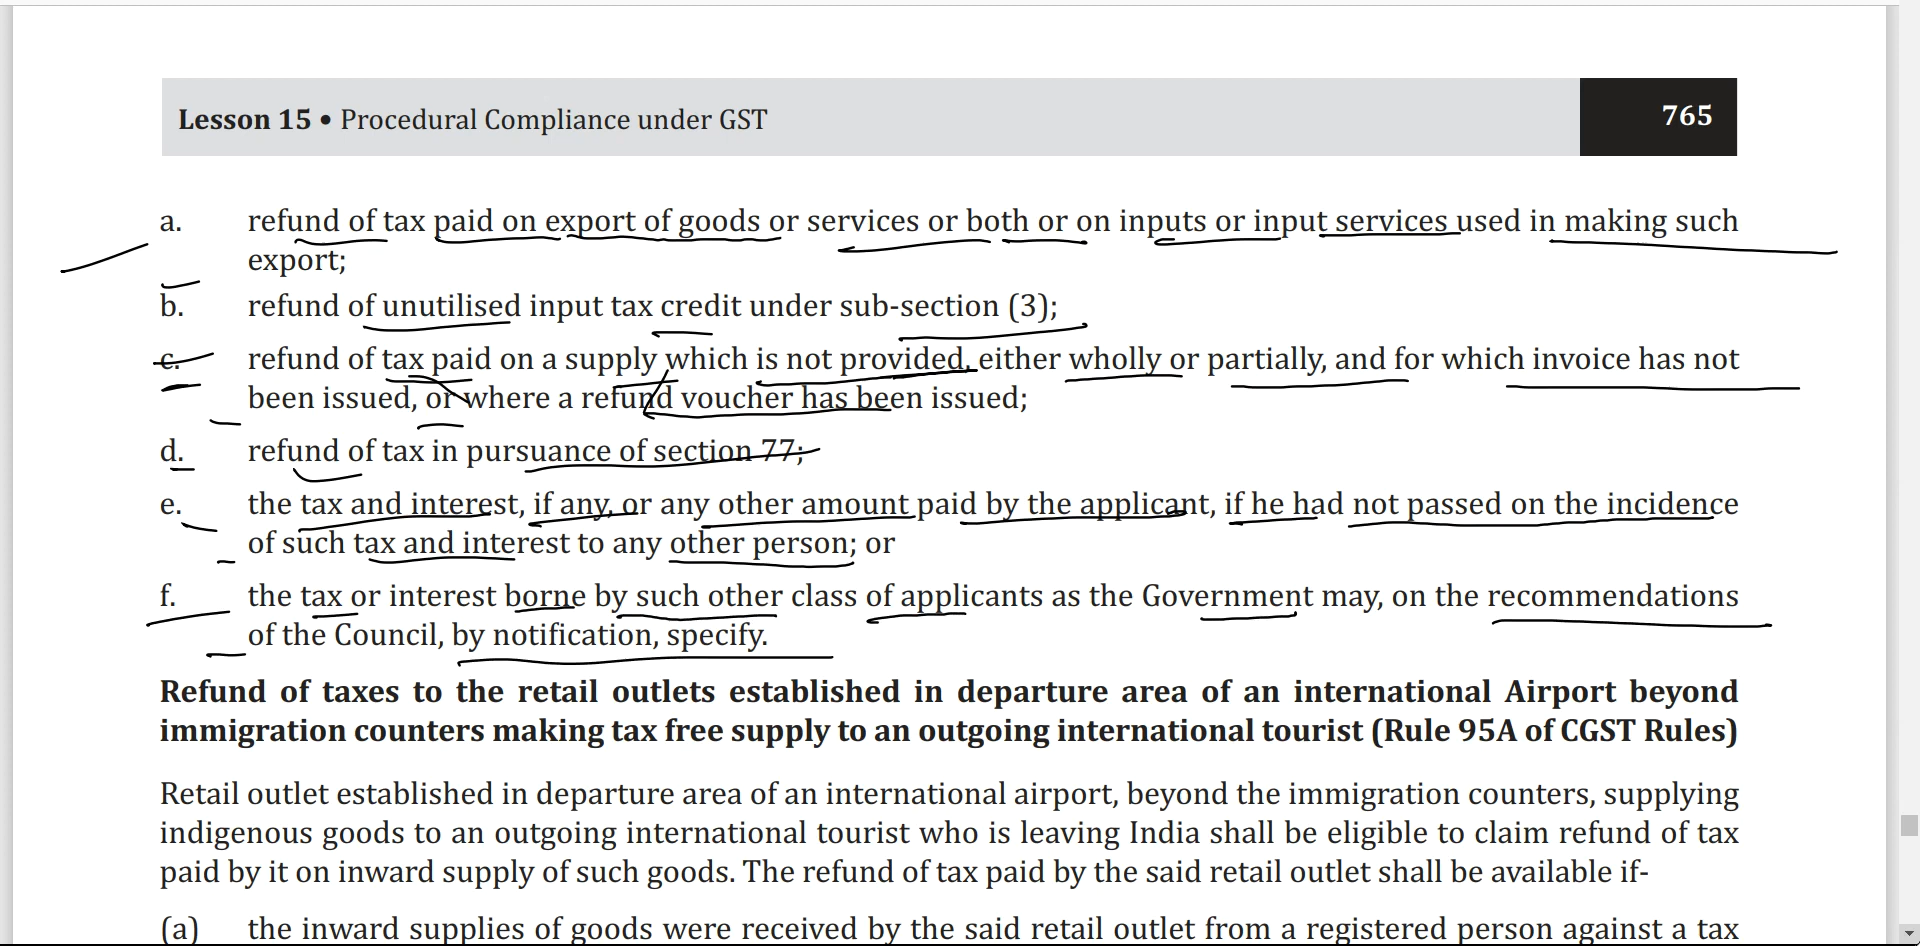 Lesson 15 • Procedural Compliance under GST
765
a. refund of tax paid on export of goods or services or both or on inputs or input services used in making such
export;
b. refund of unutilised input tax credit under sub-section (3);
c. refund of tax paid on a supply which is not provided, either wholly or partially, and for which invoice has not
been issued, or where a refund voucher has been issued;
d. refund of tax in pursuance of section 77;
e. the tax and interest, if any, or any other amount paid by the applicant, if he had not passed on the incidence
of such tax and interest to any other person; or
f. the tax or interest borne by such other class of applicants as the Government may, on the recommendations
of the Council, by notification, specify.
Refund of taxes to the retail outlets established in departure area of an international Airport beyond
immigration counters making tax free supply to an outgoing international tourist (Rule 95A of CGST Rules)
Retail outlet established in departure area of an international airport, beyond the immigration counters, supplying
indigenous goods to an outgoing international tourist who is leaving India shall be eligible to claim refund of tax
paid by it on inward supply of such goods. The refund of tax paid by the said retail outlet shall be available if-
(a) the inward supplies of goods were received by the said retail outlet from a registered person against a tax